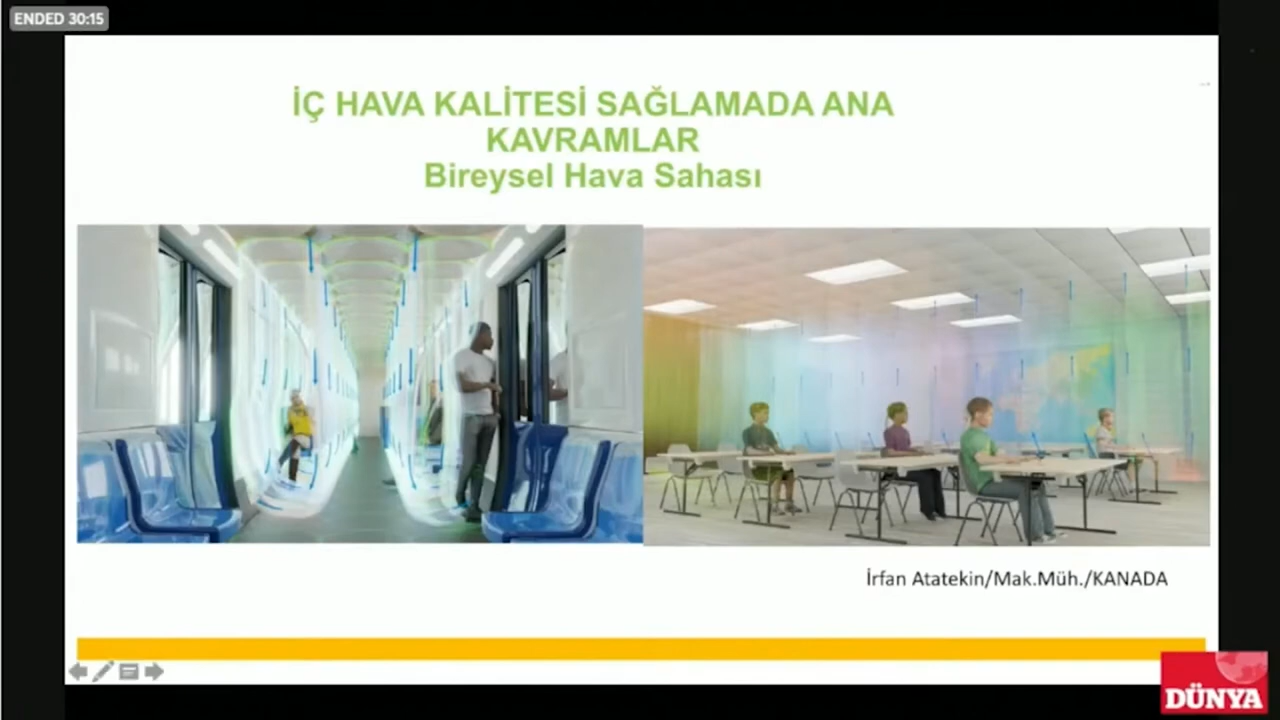 ENDED 30:15
İÇ HAVA KALİTESİ SAĞLAMADA ANA
KAVRAMLAR
Bireysel Hava Sahası
İrfan Atatekin/Mak.Müh./KANADA
DÜNYA